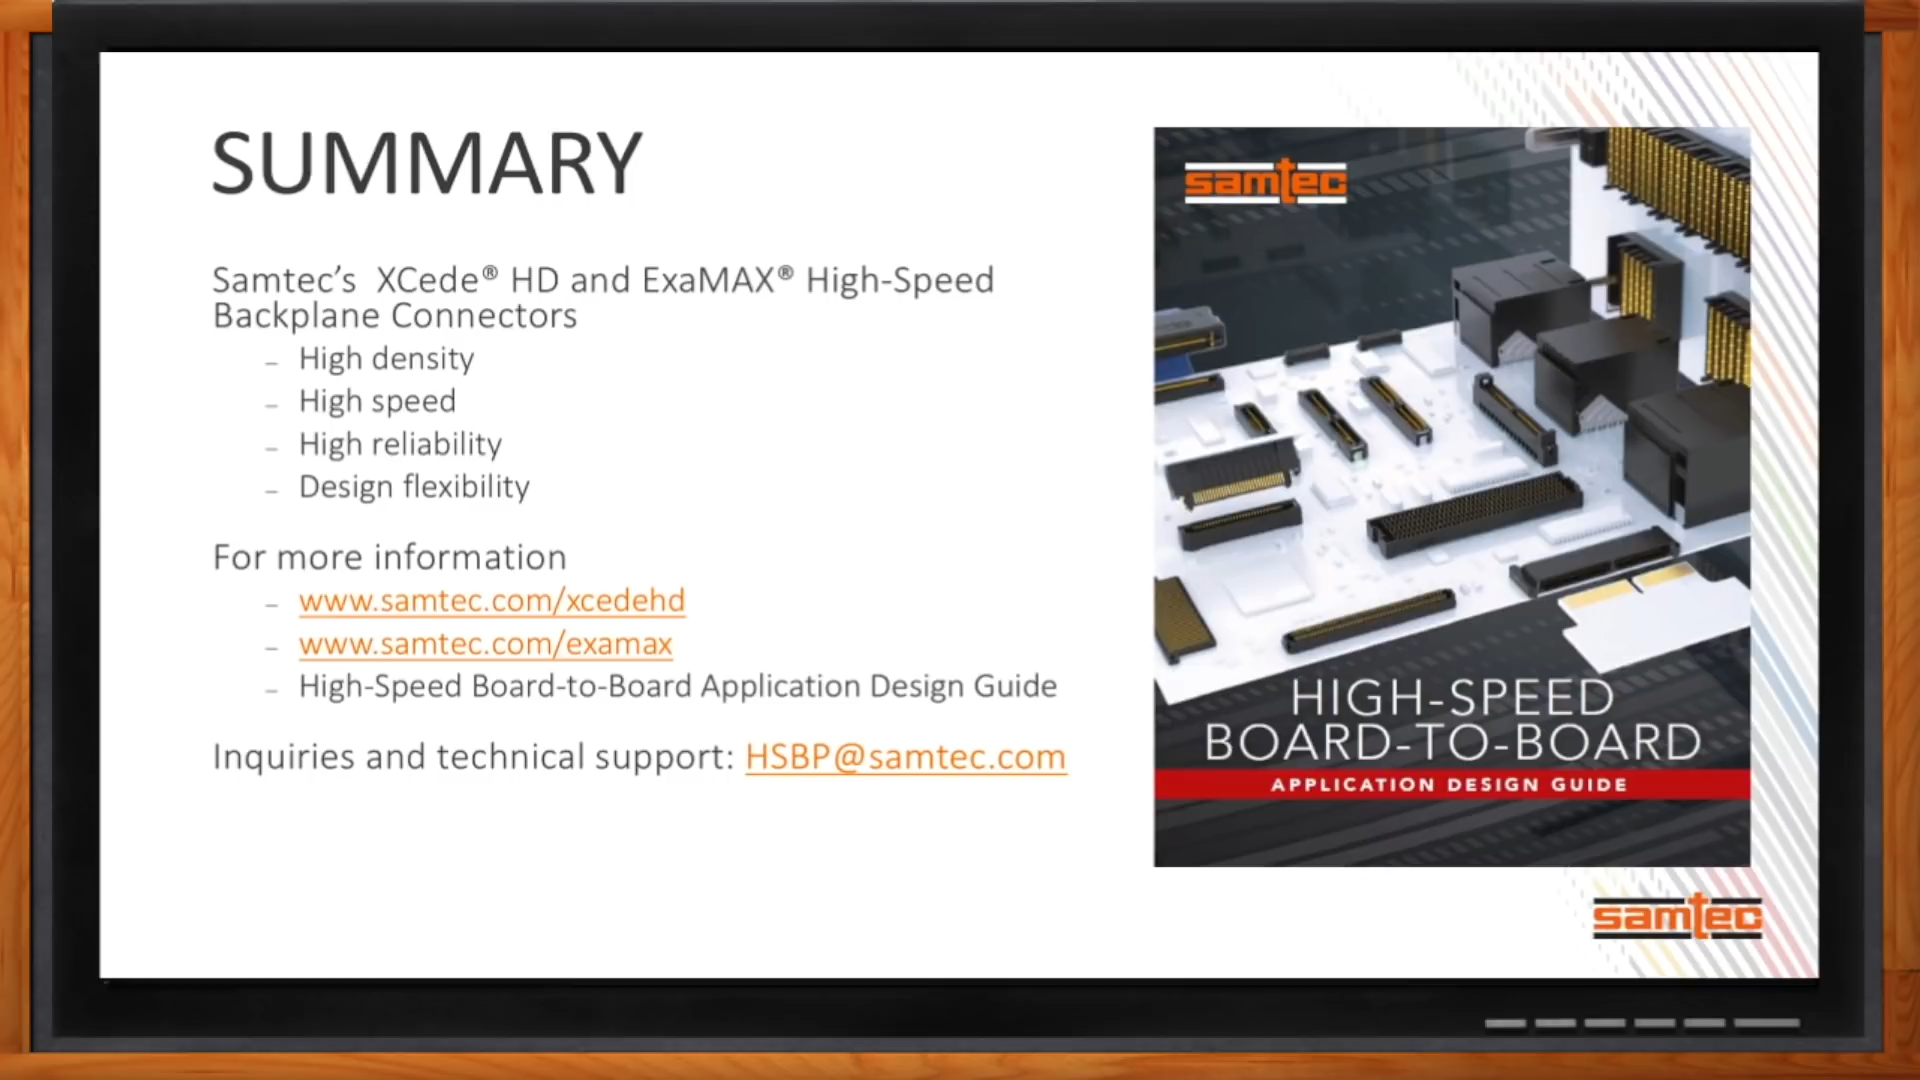 SUMMARY
Samtec’s  XCede® HD and ExaMAX® High-Speed
Backplane Connectors
– High density
– High speed
– High reliability
– Design flexibility
For more information
– www.samtec.com/xcedehd
– www.samtec.com/examax
– High-Speed Board-to-Board Application Design Guide
Inquiries and technical support: HSBP@samtec.com
samtec
HIGH-SPEED
BOARD-TO-BOARD
APPLICATION DESIGN GUIDE
samtec